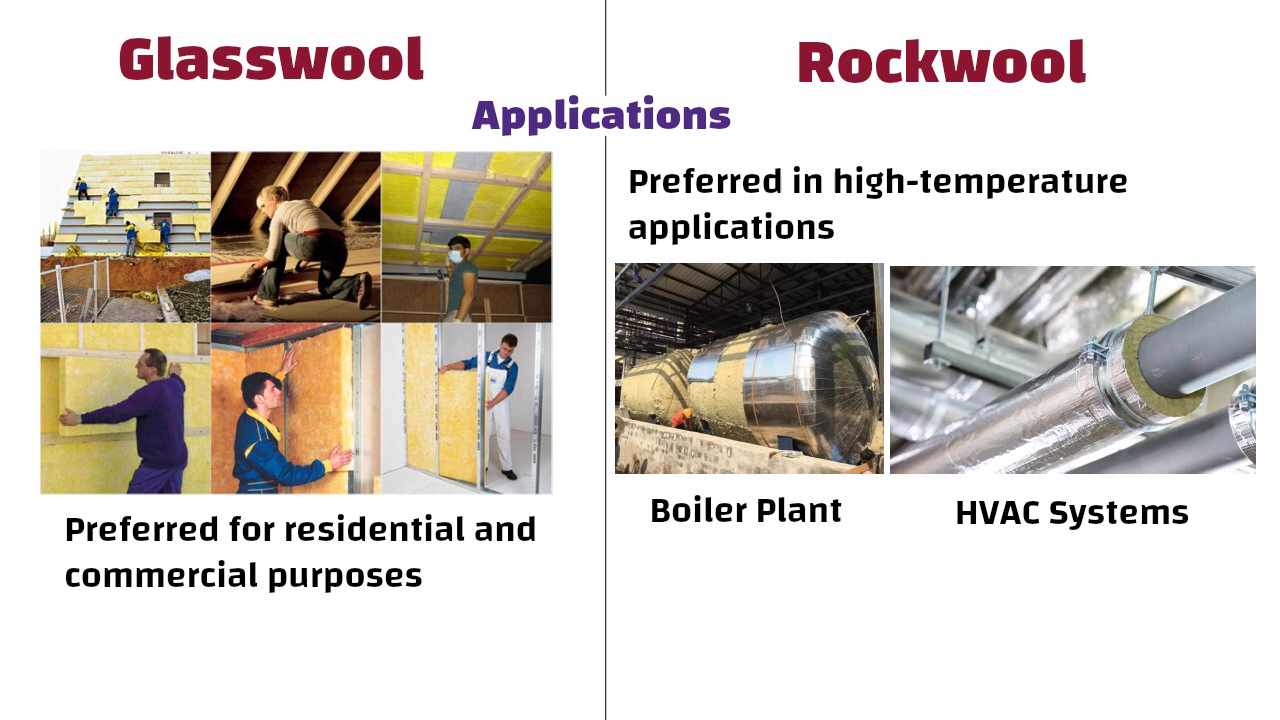 Glasswool
Rockwool
Applications
Preferred in high-temperature
applications
Boiler Plant
HVAC Systems
Preferred for residential and
commercial purposes